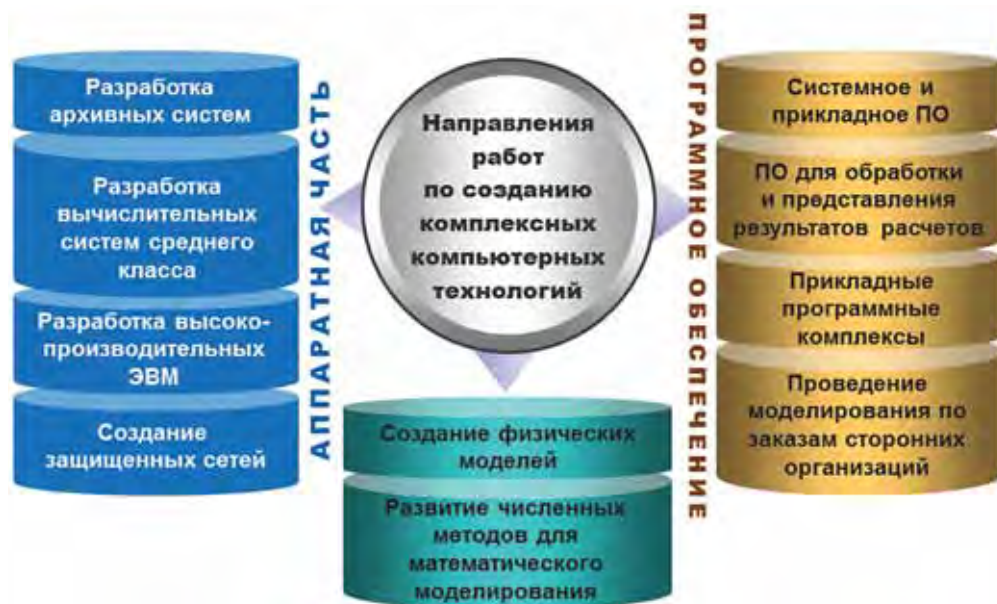 Разработка
архивных систем
Разработка
вычислительных
систем среднего
класса
Разработка высоко-
производительных
ЭВМ
Создание
защищенных сетей
АППАРАТНАЯ ЧАСТЬ
Направления
работ
по созданию
комплексных
компьютерных
технологий
Создание физических
моделей
Развитие численных
методов для
математического
моделирования
ПРОГРАММНОЕ ОБЕСПЕЧЕНИЕ
Системное и
прикладное ПО
ПО для обработки
и представления
результатов расчетов
Прикладные
программные
комплексы
Проведение
моделирования по
заказам сторонних
организаций